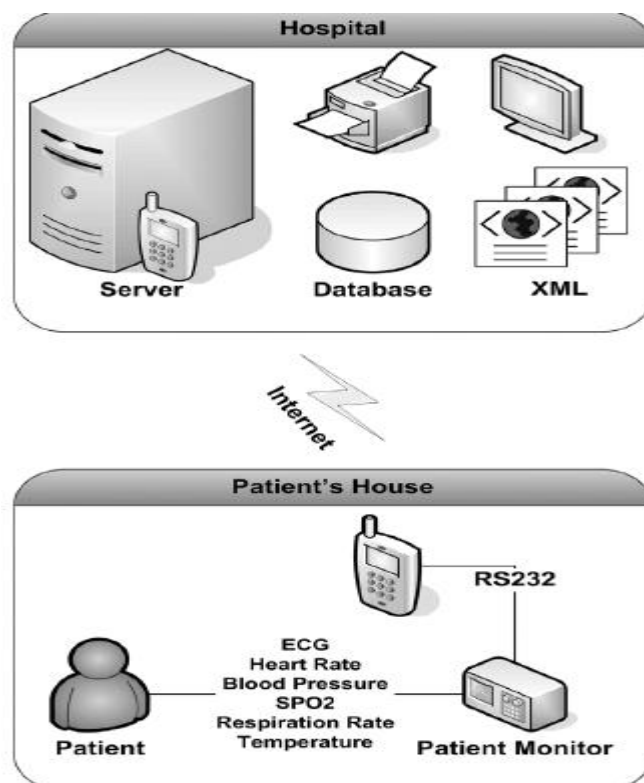 Hospital
Server
Database
XML
Internet
Patient's House
RS232
ECG
Heart Rate
Blood Pressure
SPO2
Respiration Rate
Temperature
Patient
Patient Monitor